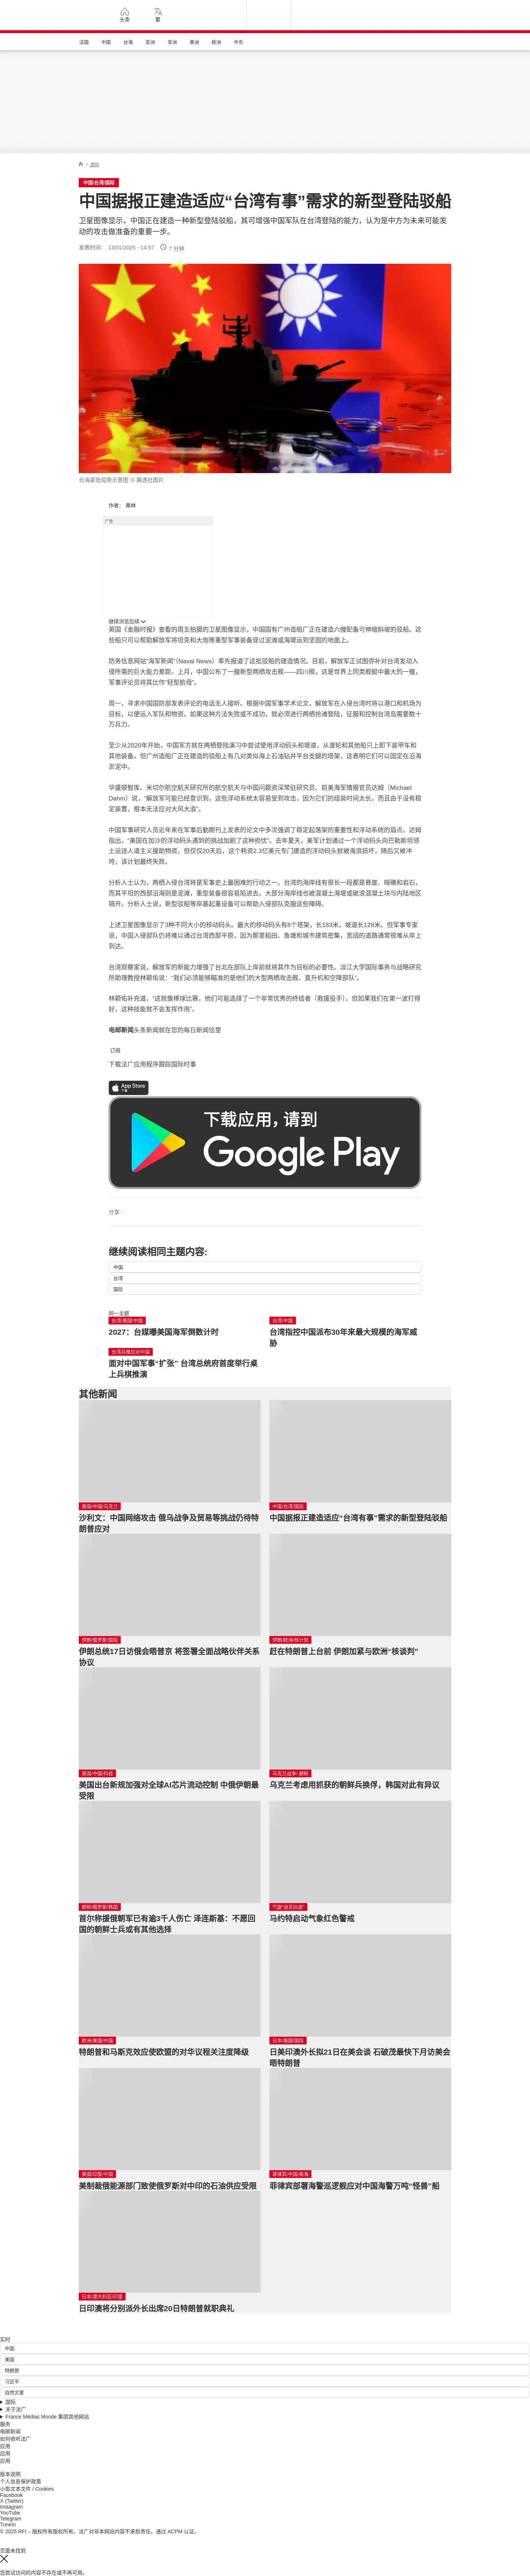 头条
繁
法国
中国
台海
亚洲
非洲
美洲
欧洲
中东
/ 国际
中国/台湾/国际
中国据报正建造适应“台湾有事”需求的新型登陆驳船
卫星图像显示，中国正在建造一种新型登陆驳船，其可增强中国军队在台湾登陆的能力，认为是中方为未来可能发
动的攻击做准备的重要一步。
发表时间： 13/01/2025 - 14:57
7 分钟
台海紧张局势示意图 © 路透社图片
作者： 弗林
广告
继续浏览后续
英国《金融时报》查看的周五拍摄的卫星图像显示，中国国有广州造船厂正在建造六艘配备可伸缩斜坡的驳船。这
些船只可以帮助解放军将坦克和大炮等重型军事装备穿过泥滩或海堤运到坚固的地面上。
防务信息网站“海军新闻”（Naval News）率先报道了这批驳船的建造情况。目前，解放军正试图弥补对台湾发动入
侵所需的巨大能力差距。上月，中国公布了一艘新型两栖攻击舰——四川舰，这是世界上同类舰艇中最大的一艘，
军事评论员将其比作“轻型航母”。
周一，寻求中国国防部发表评论的电话无人接听。根据中国军事学术论文，解放军在入侵台湾时将以港口和机场为
目标，以便运入军队和物资。如果这种方法失败或不成功，就必须进行两栖抢滩登陆，征服和控制台湾岛需要数十
万兵力。
至少从2020年开始，中国军方就在两栖登陆演习中尝试使用浮动码头和堤道，从渡轮和其他船只上卸下装甲车和
其他装备。但广州造船厂正在建造的驳船上有几对类似海上石油钻井平台支腿的塔架，这表明它们可以固定在沿海
淤泥中。
华盛顿智库、米切尔航空航天研究所的航空航天与中国问题资深常驻研究员、前美海军情报官员达姆（Michael
Dahm）说，“解放军可能已经意识到，这些浮动系统太容易受到攻击，因为它们的组装时间太长，而且由于没有稳
定装置，根本无法应对大风大浪”。
中国军事研究人员近年来在军事后勤期刊上发表的论文中多次强调了稳定起落架的重要性和浮动系统的弱点。达姆
指出，“美国在加沙的浮动码头遇到的挑战加剧了这种担忧”。去年夏天，美军计划通过一个浮动码头向巴勒斯坦领
土运送人道主义援助物资，但仅仅20天后，这个耗资2.3亿美元专门建造的浮动码头就被海浪损坏，随后又被冲
垮，该计划最终失败。
分析人士认为，两栖入侵台湾将是军事史上最困难的行动之一。台湾的海岸线有很长一段都是悬崖、暗礁和岩石，
而其平坦的西部沿海则是泥滩，重型装备很容易陷进去。大部分海岸线也被混凝土海堤或破浪混凝土块与内陆地区
隔开。分析人士说，新型驳船等岸基起重设备可以帮助入侵部队克服这些障碍。
上述卫星图像显示了3种不同大小的移动码头。最大的移动码头有8个塔架，长183米，坡道长128米。但军事专家
说，中国入侵部队仍将难以通过台湾西部平原，因为那里稻田、鱼塘和城市建筑密集，宽阔的道路通常很难从岸上
到达。
台湾观察家说，解放军的新能力增强了台北在部队上岸前就将其作为目标的必要性。淡江大学国际事务与战略研究
所助理教授林颖佑说：“我们必须能够瞄准的是他们的大型两栖攻击舰、直升机和空降部队”。
林颖佑补充道，“这就像棒球比赛，他们可能选择了一个非常优秀的终结者（救援投手），但如果我们在第一波打得
好，这种技能就不会发挥作用”。
电邮新闻头条新闻就在您的每日新闻信里
订阅
下载法广应用程序跟踪国际时事
App Store
下载
下载应用，请到
Google Play
分享 :
继续阅读相同主题内容:
中国
台湾
国际
同一主题
台湾/美国/中国
2027：台媒曝美国海军倒数计时
台湾/中国
台湾指控中国派布30年来最大规模的海军威
胁
台湾兵推应对中国
面对中国军事“扩张” 台湾总统府首度举行桌
上兵棋推演
其他新闻
美国/中国/乌克兰
沙利文：中国网络攻击 俄乌战争及贸易等挑战仍待特
朗普应对
中国/台湾/国际
中国据报正建造适应“台湾有事”需求的新型登陆驳船
伊朗/俄罗斯/国际
伊朗总统17日访俄会晤普京 将签署全面战略伙伴关系
协议
伊朗/欧洲/核计划
赶在特朗普上台前 伊朗加紧与欧洲“核谈判”
美国/中国/科技
美国出台新规加强对全球AI芯片流动控制 中俄伊朝最
受限
乌克兰战争/ 朝鲜
乌克兰考虑用抓获的朝鲜兵换俘，韩国对此有异议
朝鲜/俄罗斯/韩国
首尔称援俄朝军已有逾3千人伤亡 泽连斯基：不愿回
国的朝鲜士兵或有其他选择
气旋“迪克拉迪”
马约特启动气象红色警戒
欧洲/美国/中国
特朗普和马斯克效应使欧盟的对华议程关注度降级
日本/美国/国际
日美印澳外长拟21日在美会谈 石破茂最快下月访美会
晤特朗普
美国/印度/中国
美制裁俄能源部门致使俄罗斯对中印的石油供应受限
菲律宾/中国/南海
菲律宾部署海警巡逻舰应对中国海警万吨“怪兽”船
日本/澳大利亚/印度
日印澳将分别派外长出席20日特朗普就职典礼
实时
中国
美国
特朗普
习近平
自然灾害
国际
关于法广
France Médias Monde 集团其他网站
服务
电邮新闻
如何收听法广
应用
应用
应用
版本说明
个人信息保护政策
小型文本文件 / Cookies
Facebook
X (Twitter)
Instagram
YouTube
Telegram
TuneIn
© 2025 RFI – 版权所有版权所有。法广对非本网站内容不承担责任。通过 ACPM 认证。
页面未找到
您尝试访问的内容不存在或不再可用。